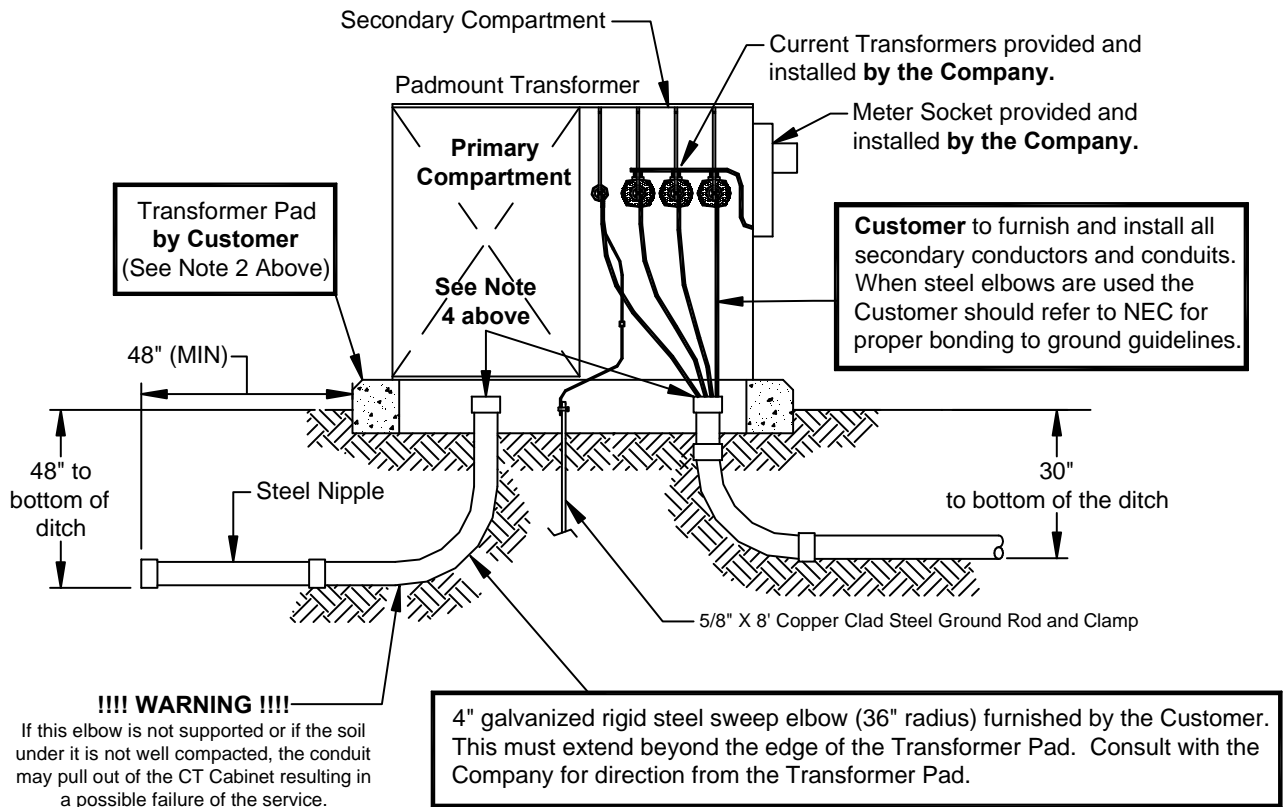 Secondary Compartment
Current Transformers provided and
installed by the Company.
Padmount Transformer
Meter Socket provided and
installed by the Company.
Primary
Compartment
Transformer Pad
by Customer
(See Note 2 Above)
Customer to furnish and install all
secondary conductors and conduits.
When steel elbows are used the
Customer should refer to NEC for
proper bonding to ground guidelines.
See Note
4 above
48" (MIN)
48" to
bottom of
ditch
Steel Nipple
30"
to bottom of the ditch
5/8" X 8' Copper Clad Steel Ground Rod and Clamp
!!!! WARNING !!!!
If this elbow is not supported or if the soil
under it is not well compacted, the conduit
may pull out of the CT Cabinet resulting in
a possible failure of the service.
4" galvanized rigid steel sweep elbow (36" radius) furnished by the Customer.
This must extend beyond the edge of the Transformer Pad. Consult with the
Company for direction from the Transformer Pad.